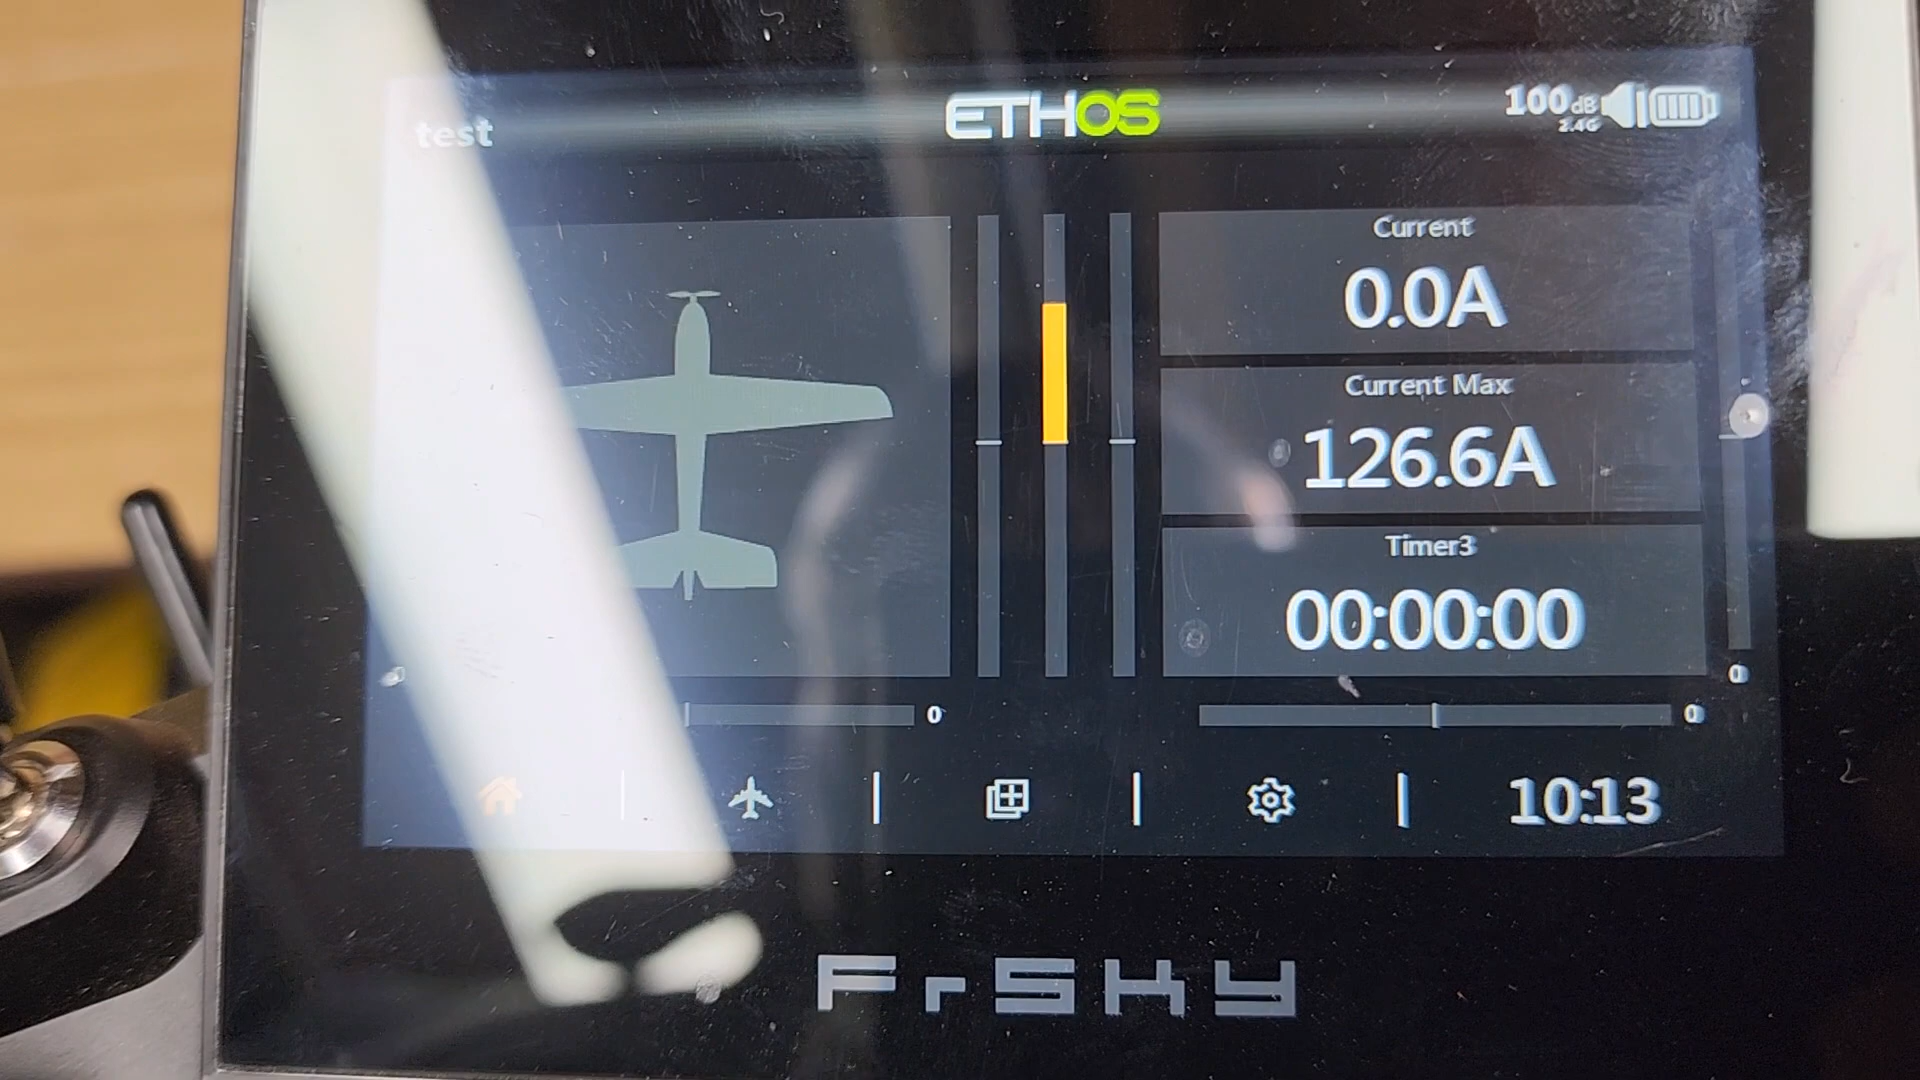 test
ETHOS
100dB
2.4G
Current
0.0A
Current Max
126.6A
Timer3
00:00:00
0
0
0
10:13
FrSky